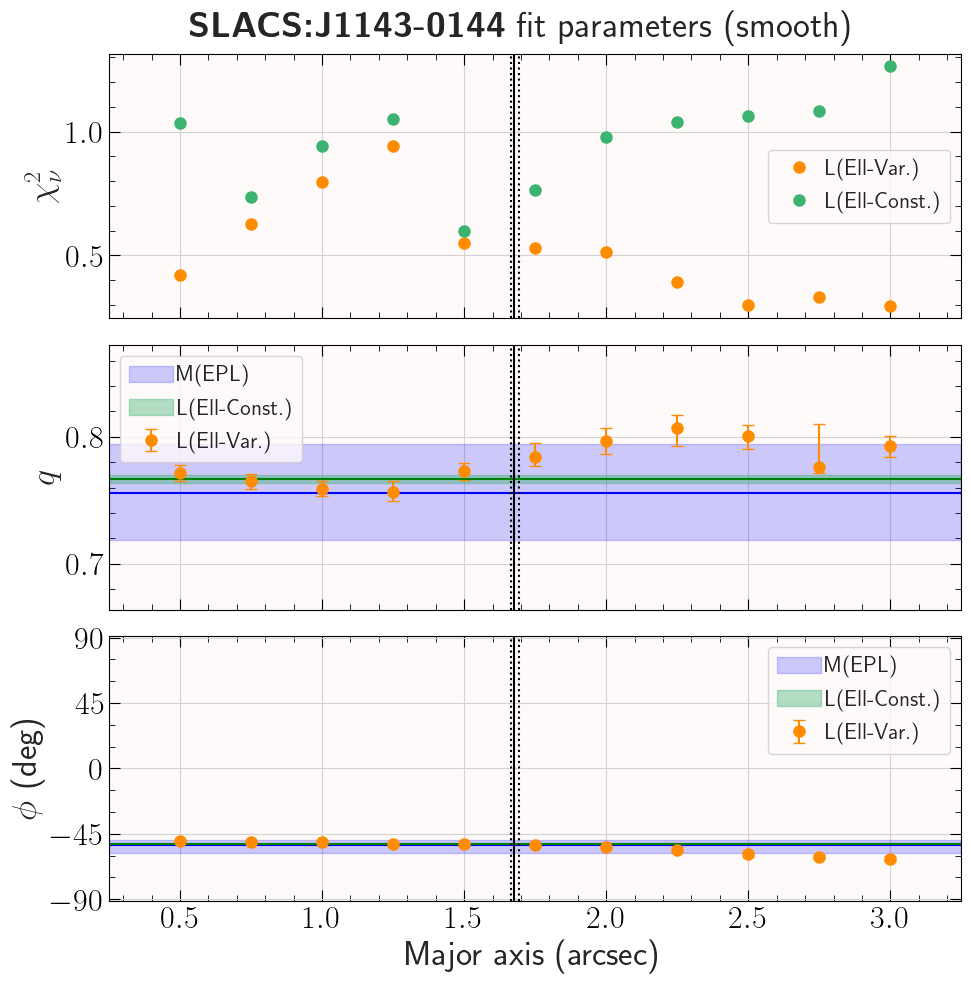 SLACS:J1143-0144 fit parameters (smooth)
χ²_ν
1.0
0.5
L(Ell-Var.)
L(Ell-Const.)
q
0.8
0.7
M(EPL)
L(Ell-Const.)
L(Ell-Var.)
ϕ (deg)
90
45
0
−45
−90
M(EPL)
L(Ell-Const.)
L(Ell-Var.)
0.5 1.0 1.5 2.0 2.5 3.0
Major axis (arcsec)